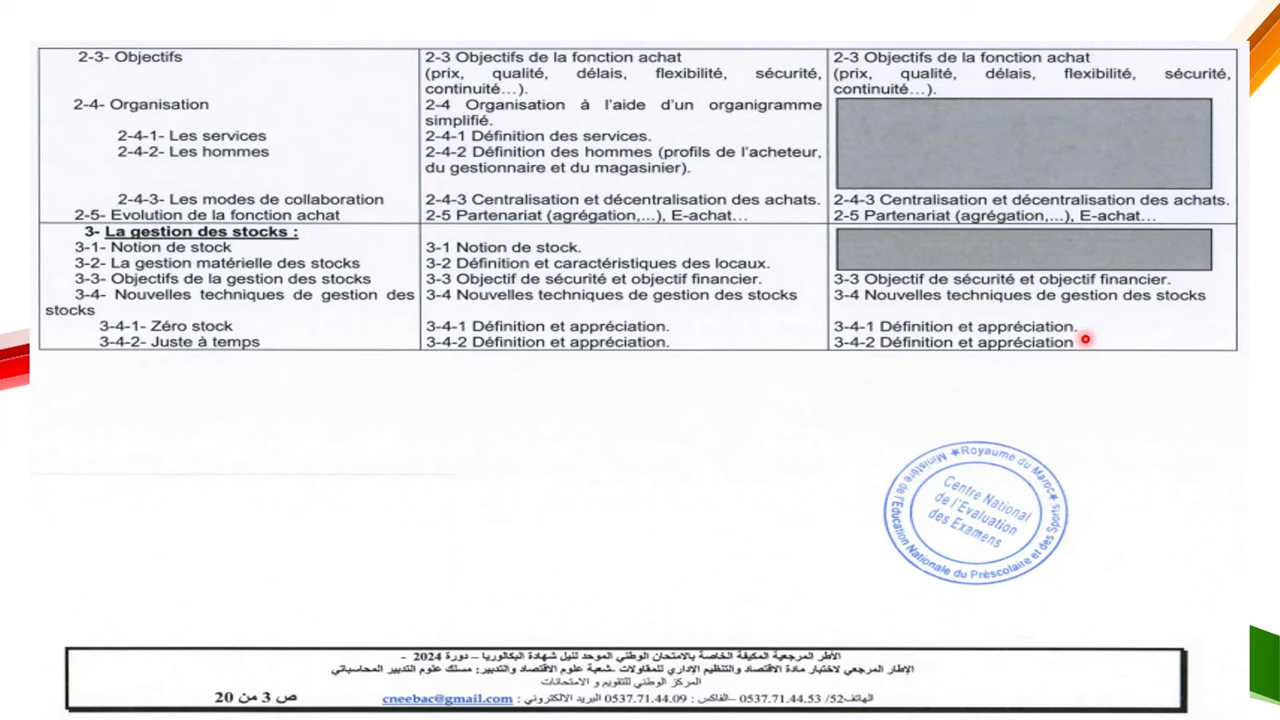 2-3- Objectifs
2-4- Organisation
2-4-1- Les services
2-4-2- Les hommes
2-4-3- Les modes de collaboration
2-5- Evolution de la fonction achat
2-3 Objectifs de la fonction achat
(prix, qualité, délais, flexibilité, sécurité,
continuité…).
2-4 Organisation à l'aide d'un organigramme
simplifié.
2-4-1 Définition des services.
2-4-2 Définition des hommes (profils de l'acheteur,
du gestionnaire et du magasinier).
2-4-3 Centralisation et décentralisation des achats.
2-5 Partenariat (agrégation,...), E-achat…
2-3 Objectifs de la fonction achat
(prix, qualité, délais, flexibilité, sécurité,
continuité…).
2-4-3 Centralisation et décentralisation des achats.
2-5 Partenariat (agrégation,...), E-achat…
3- La gestion des stocks :
3-1- Notion de stock
3-2- La gestion matérielle des stocks
3-3- Objectifs de la gestion des stocks
3-4- Nouvelles techniques de gestion des
stocks
3-4-1- Zéro stock
3-4-2- Juste à temps
3-1 Notion de stock.
3-2 Définition et caractéristiques des locaux.
3-3 Objectif de sécurité et objectif financier.
3-4 Nouvelles techniques de gestion des stocks
3-4-1 Définition et appréciation.
3-4-2 Définition et appréciation.
3-3 Objectif de sécurité et objectif financier.
3-4 Nouvelles techniques de gestion des stocks
3-4-1 Définition et appréciation.
3-4-2 Définition et appréciation
★Royaume du Maroc★
Ministère de l'Education Nationale du Préscolaire et des Sports
Centre National
de l'Evaluation
des Examens
الأطر المرجعية المكيفة الخاصة بالامتحان الوطني الموحد لنيل شهادة البكالوريا – دورة 2024 -
الإطار المرجعي لاختبار مادة الاقتصاد والتنظيم الإداري للمقاولات -شعبة علوم الاقتصاد والتدبير: مسلك علوم التدبير المحاسباتي
المركز الوطني للتقويم و الامتحانات
الهاتف52/ 0537.71.44.53 –الفاكس : 0537.71.44.09 البريد الالكتروني : cneebac@gmail.com
ص 3 من 20